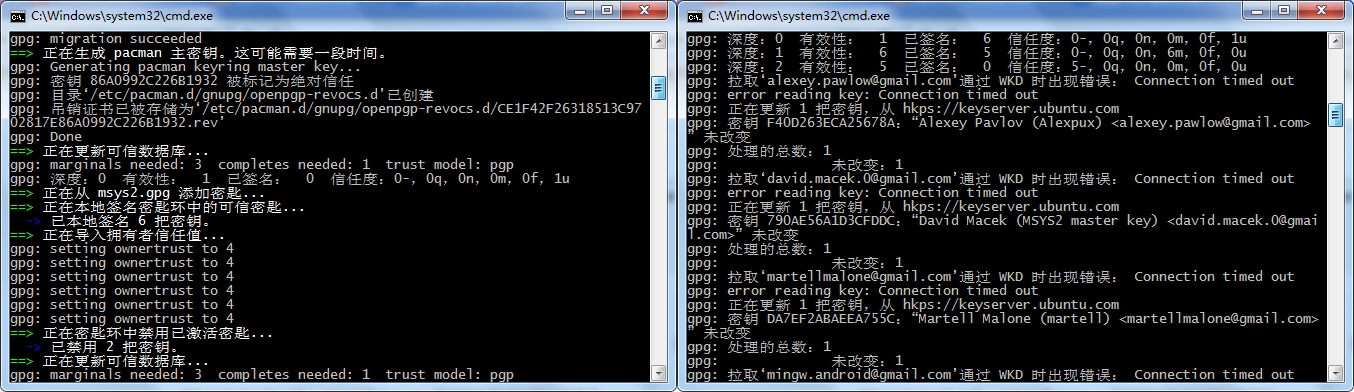 C:\Windows\system32\cmd.exe
gpg: migration succeeded
==> 正在生成 pacman 主密钥。这可能需要一段时间。
gpg: Generating pacman keyring master key...
gpg: 密钥 86A0992C226B1932 被标记为绝对信任
gpg: 目录‘/etc/pacman.d/gnupg/openpgp-revocs.d’已创建
gpg: 吊销证书已被存储为‘/etc/pacman.d/gnupg/openpgp-revocs.d/CE1F42F26318513C97
02817E86A0992C226B1932.rev’
gpg: Done
==> 正在更新可信数据库...
gpg: marginals needed: 3  completes needed: 1  trust model: pgp
gpg: 深度：0  有效性：  1  已签名：  0  信任度：0-，0q，0n，0m，0f，1u
==> 正在从 msys2.gpg 添加密匙...
==> 正在本地签名密匙环中的可信密匙...
  -> 已本地签名 6 把密钥。
==> 正在导入拥有者信任值...
gpg: setting ownertrust to 4
gpg: setting ownertrust to 4
gpg: setting ownertrust to 4
gpg: setting ownertrust to 4
gpg: setting ownertrust to 4
gpg: setting ownertrust to 4
==> 正在密匙环中禁用已激活密匙...
  -> 已禁用 2 把密钥。
==> 正在更新可信数据库...
gpg: marginals needed: 3  completes needed: 1  trust model: pgp
C:\Windows\system32\cmd.exe
gpg: 深度：0  有效性：  1  已签名：  6  信任度：0-，0q，0n，0m，0f，1u
gpg: 深度：1  有效性：  6  已签名：  5  信任度：0-，0q，0n，6m，0f，0u
gpg: 深度：2  有效性：  5  已签名：  0  信任度：5-，0q，0n，0m，0f，0u
gpg: 拉取‘alexey.pawlow@gmail.com’通过 WKD 时出现错误： Connection timed out
gpg: error reading key: Connection timed out
gpg: 正在更新 1 把密钥，从 hkps://keyserver.ubuntu.com
gpg: 密钥 F40D263ECA25678A：“Alexey Pavlov (Alexpux) <alexey.pawlow@gmail.com>
” 未改变
gpg: 处理的总数：1
gpg:           未改变：1
gpg: 拉取‘david.macek.0@gmail.com’通过 WKD 时出现错误： Connection timed out
gpg: error reading key: Connection timed out
gpg: 正在更新 1 把密钥，从 hkps://keyserver.ubuntu.com
gpg: 密钥 790AE56A1D3CFDDC：“David Macek (MSYS2 master key) <david.macek.0@gmai
l.com>” 未改变
gpg: 处理的总数：1
gpg:           未改变：1
gpg: 拉取‘martellmalone@gmail.com’通过 WKD 时出现错误： Connection timed out
gpg: error reading key: Connection timed out
gpg: 正在更新 1 把密钥，从 hkps://keyserver.ubuntu.com
gpg: 密钥 DA7EF2ABAEEA755C：“Martell Malone (martell) <martellmalone@gmail.com>
” 未改变
gpg: 处理的总数：1
gpg:           未改变：1
gpg: 拉取‘mingw.android@gmail.com’通过 WKD 时出现错误： Connection timed out